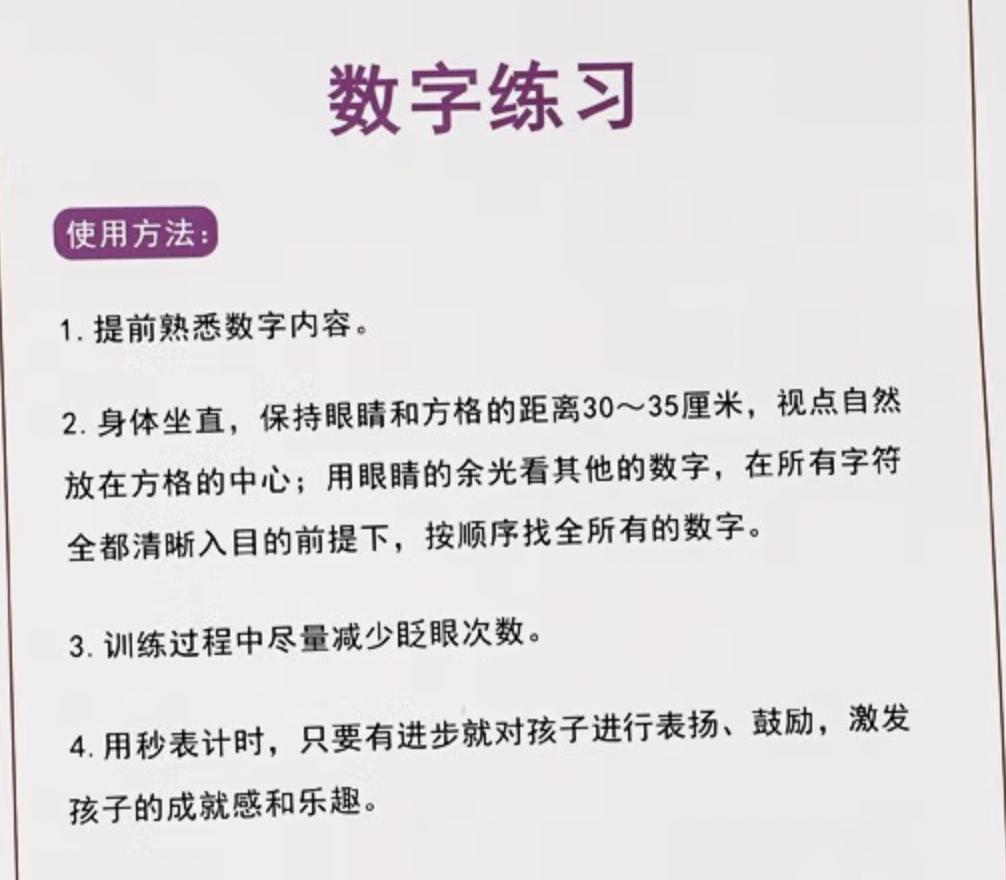 数字练习
使用方法：
1. 提前熟悉数字内容。
2. 身体坐直，保持眼睛和方格的距离30～35厘米，视点自然
放在方格的中心；用眼睛的余光看其他的数字，在所有字符
全都清晰入目的前提下，按顺序找全所有的数字。
3. 训练过程中尽量减少眨眼次数。
4. 用秒表计时，只要有进步就对孩子进行表扬、鼓励，激发
孩子的成就感和乐趣。